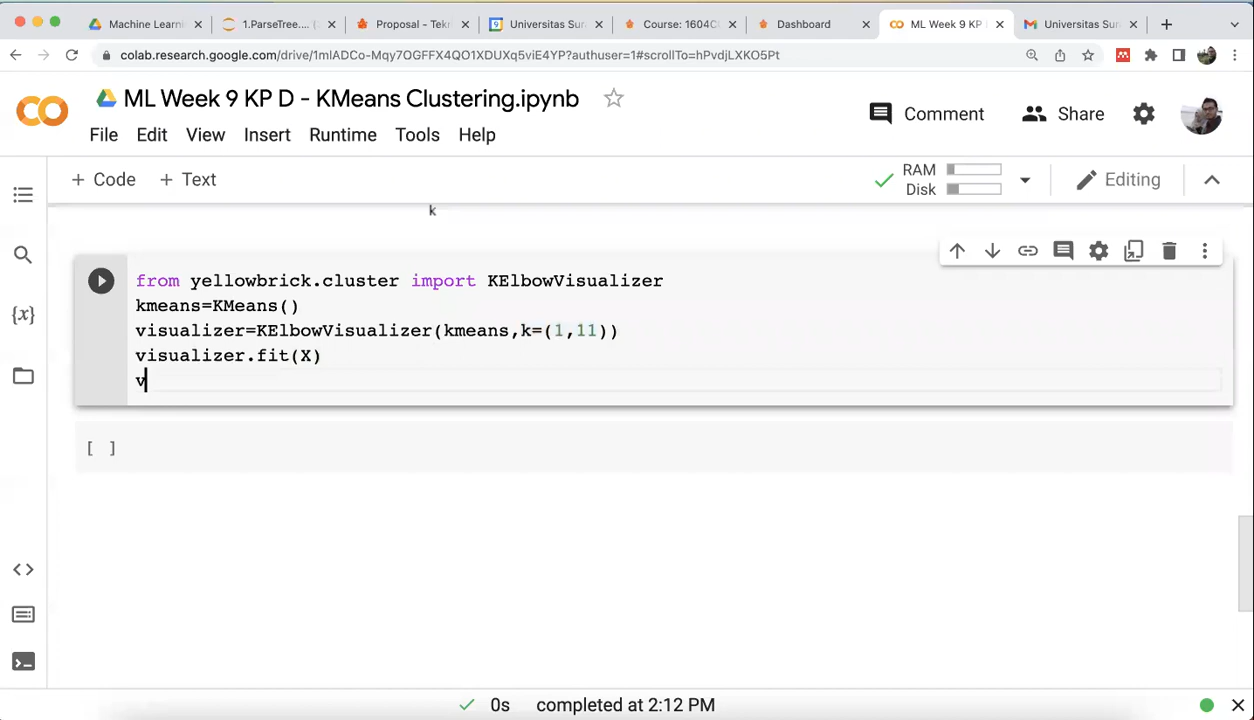 Machine Learni
1.ParseTree....
Proposal - Tekn
Universitas Sur
Course: 1604C
Dashboard
ML Week 9 KP
Universitas Sur
colab.research.google.com/drive/1mlADCo-Mqy7OGFFX4QO1XDUXq5viE4YP?authuser=1#scrollTo=hPvdjLXKO5Pt
ML Week 9 KP D - KMeans Clustering.ipynb
Comment
Share
File Edit View Insert Runtime Tools Help
+ Code + Text
RAM
Disk
Editing
k
from yellowbrick.cluster import KElbowVisualizer
kmeans=KMeans()
visualizer=KElbowVisualizer(kmeans,k=(1,11))
visualizer.fit(X)
v
[ ]
{x}
0s completed at 2:12 PM